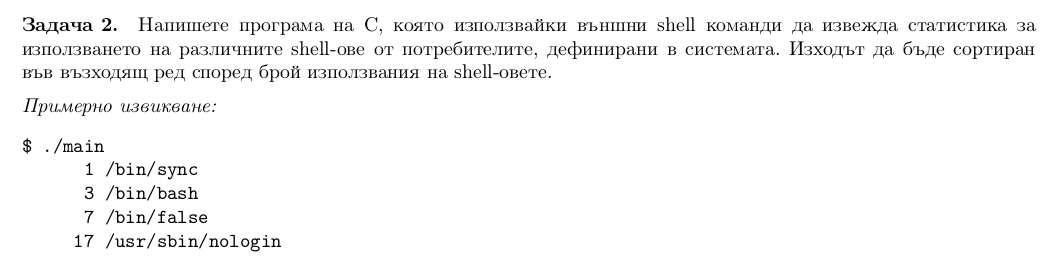 Задача 2. Напишете програма на C, която използвайки външни shell команди да извежда статистика за
използването на различните shell-ове от потребителите, дефинирани в системата. Изходът да бъде сортиран
във възходящ ред според брой използвания на shell-овете.
Примерно извикване:
$ ./main
1 /bin/sync
3 /bin/bash
7 /bin/false
17 /usr/sbin/nologin